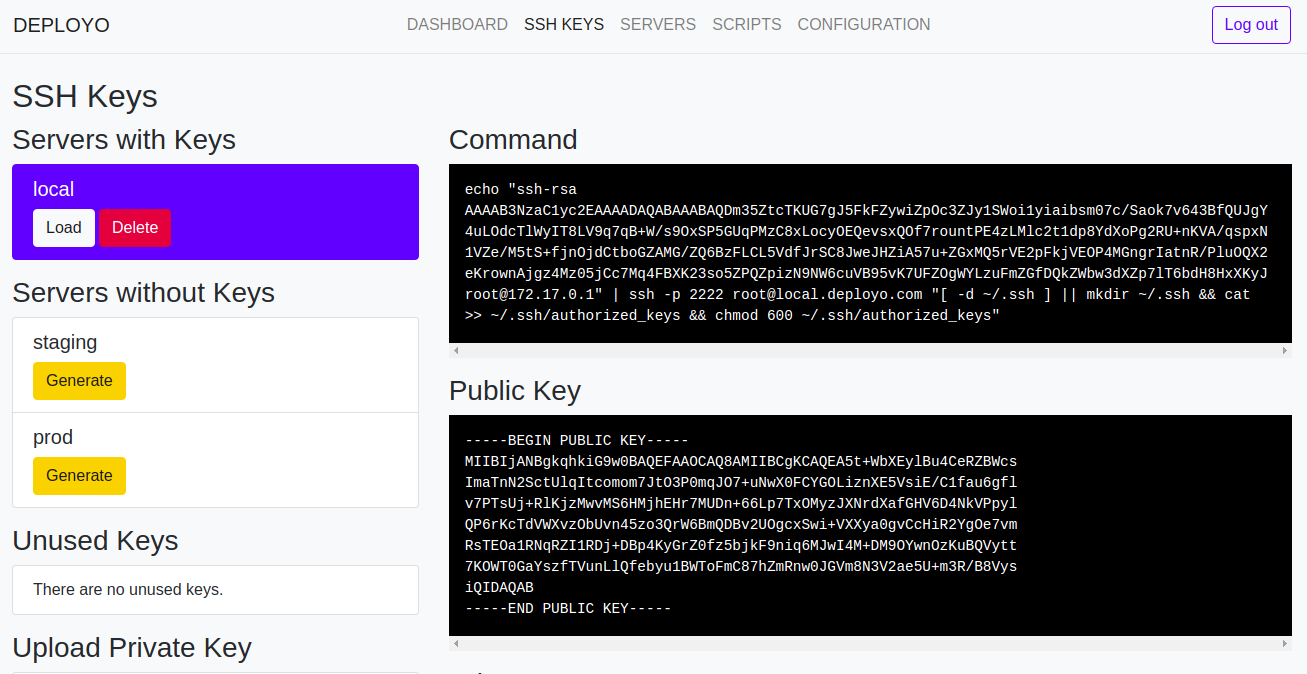 DEPLOYO DASHBOARD SSH KEYS SERVERS SCRIPTS CONFIGURATION Log out
SSH Keys
Servers with Keys
local
Load Delete
Servers without Keys
staging
Generate
prod
Generate
Unused Keys
There are no unused keys.
Upload Private Key
Command
echo "ssh-rsa
AAAAB3NzaC1yc2EAAAADAQABAAABAQDm35ZtcTKUG7gJ5FkFZywiZpOc3ZJy1SWoi1yiaibsm07c/Saok7v643BfQUJgY
4uLOdcTlWyIT8LV9q7qB+W/s9OxSP5GUqPMzC8xLocyOEQevsxQOf7rountPE4zLMlc2t1dp8YdXoPg2RU+nKVA/qspxN
1VZe/M5tS+fjnOjdCtboGZAMG/ZQ6BzFLCL5VdfJrSC8JweJHZiA57u+ZGxMQ5rVE2pFkjVEOP4MGngrIatnR/PluOQX2
eKrownAjgz4Mz05jCc7Mq4FBXK23so5ZPQZpizN9NW6cuVB95vK7UFZOgWYLzuFmZGfDQkZWbw3dXZp7lT6bdH8HxXKyJ
root@172.17.0.1" | ssh -p 2222 root@local.deployo.com "[ -d ~/.ssh ] || mkdir ~/.ssh && cat
>> ~/.ssh/authorized_keys && chmod 600 ~/.ssh/authorized_keys"
Public Key
-----BEGIN PUBLIC KEY-----
MIIBIjANBgkqhkiG9w0BAQEFAAOCAQ8AMIIBCgKCAQEA5t+WbXEylBu4CeRZBWcs
ImaTnN2SctUlqItcomom7JtO3P0mqJO7+uNwX0FCYGOLiznXE5VsiE/C1fau6gfl
v7PTsUj+RlKjzMwvMS6HMjhEHr7MUDn+66Lp7TxOMyzJXNrdXafGHV6D4NkVPpyl
QP6rKcTdVWXvzObUvn45zo3QrW6BmQDBv2UOgcxSwi+VXXya0gvCcHiR2YgOe7vm
RsTEOa1RNqRZI1RDj+DBp4KyGrZ0fz5bjkF9niq6MJwI4M+DM9OYwnOzKuBQVytt
7KOWT0GaYszfTVunLlQfebyu1BWToFmC87hZmRnw0JGVm8N3V2ae5U+m3R/B8Vys
iQIDAQAB
-----END PUBLIC KEY-----